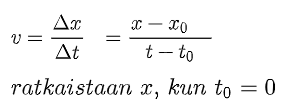 v = Δx/Δt = (x − x₀)/(t − t₀)
ratkaistaan x, kun t₀ = 0